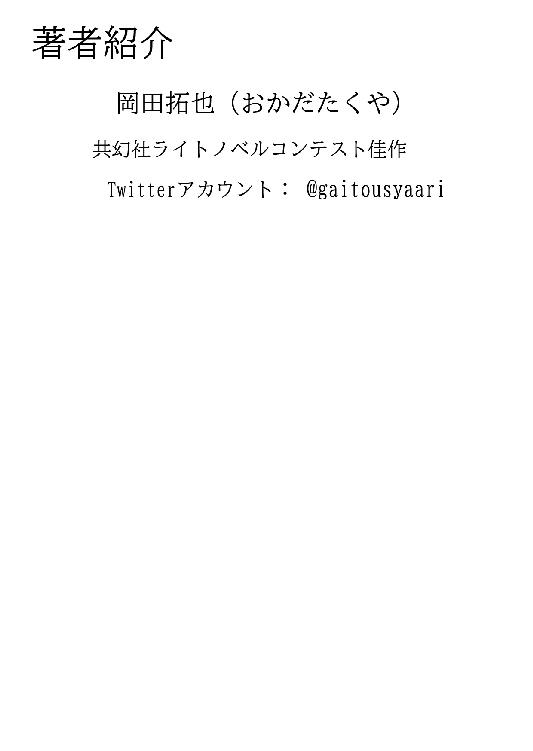 著者紹介
岡田拓也（おかだたくや）
共幻社ライトノベルコンテスト佳作
Twitterアカウント： @gaitousyaari